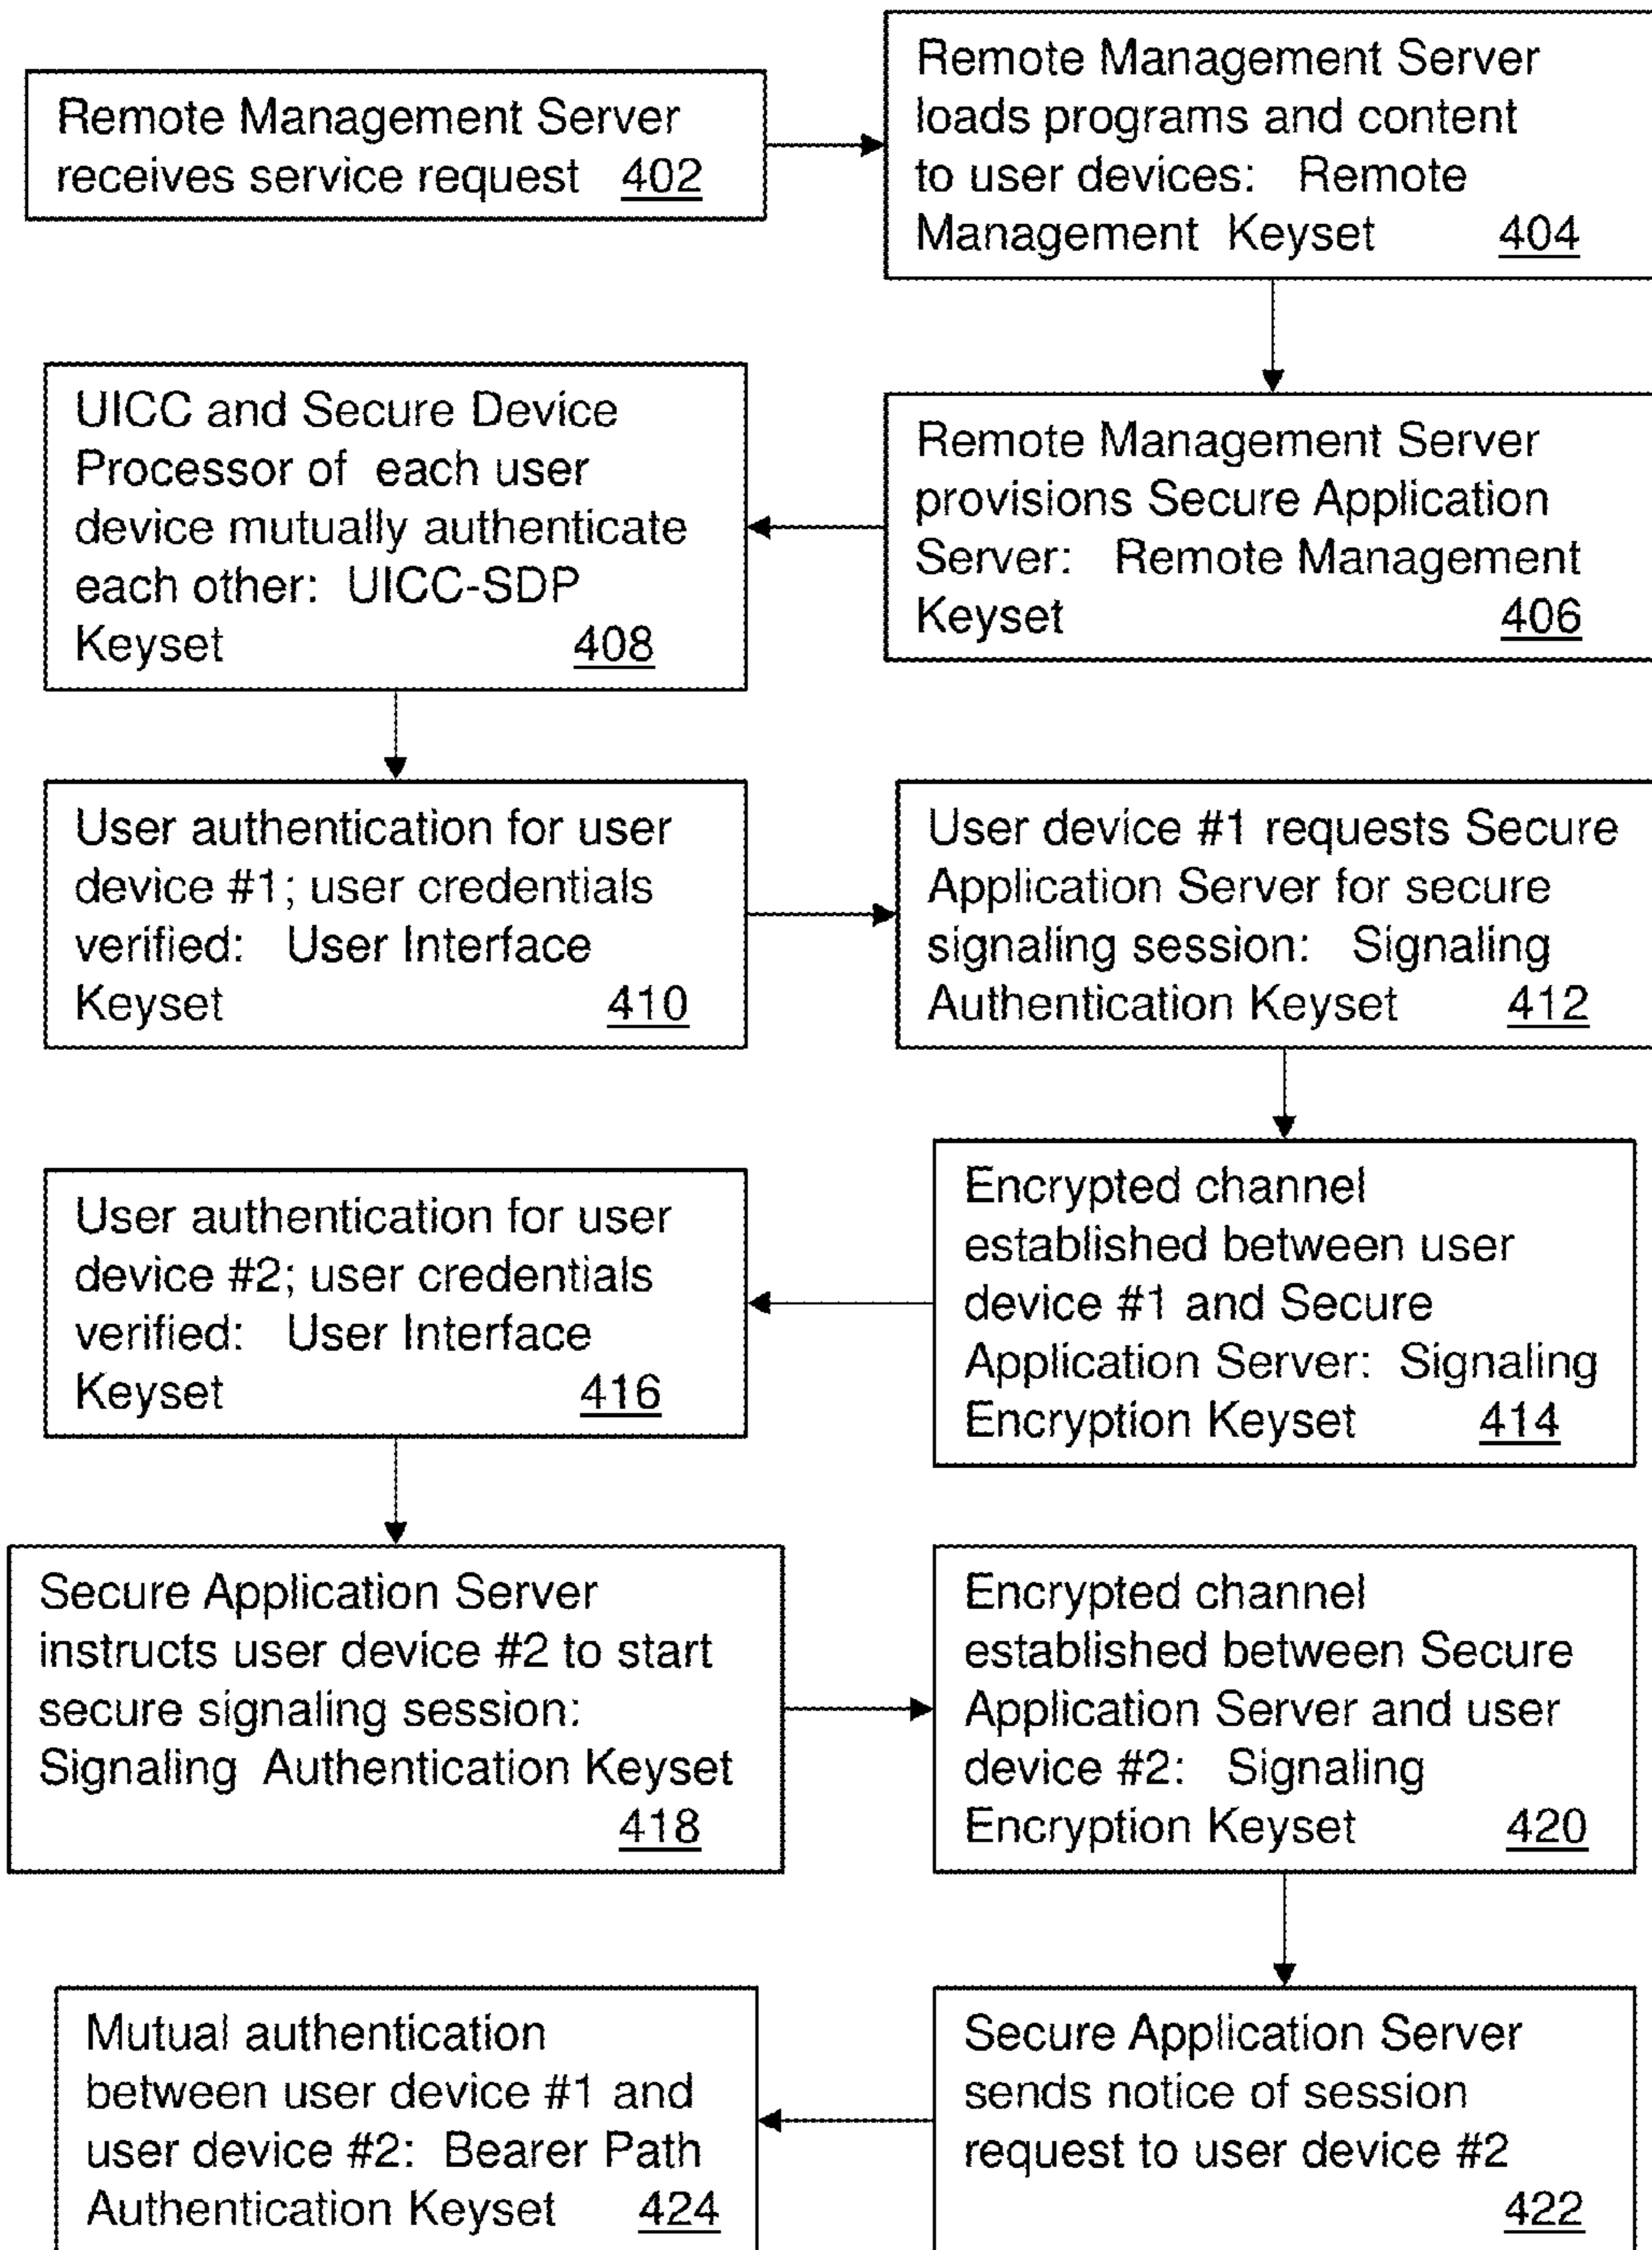 Remote Management Server
receives service request 402
Remote Management Server
loads programs and content
to user devices: Remote
Management Keyset 404
Remote Management Server
provisions Secure Application
Server: Remote Management
Keyset 406
UICC and Secure Device
Processor of each user
device mutually authenticate
each other: UICC-SDP
Keyset 408
User authentication for user
device #1; user credentials
verified: User Interface
Keyset 410
User device #1 requests Secure
Application Server for secure
signaling session: Signaling
Authentication Keyset 412
Encrypted channel
established between user
device #1 and Secure
Application Server: Signaling
Encryption Keyset 414
User authentication for user
device #2; user credentials
verified: User Interface
Keyset 416
Secure Application Server
instructs user device #2 to start
secure signaling session:
Signaling Authentication Keyset
418
Encrypted channel
established between Secure
Application Server and user
device #2: Signaling
Encryption Keyset 420
Secure Application Server
sends notice of session
request to user device #2
422
Mutual authentication
between user device #1 and
user device #2: Bearer Path
Authentication Keyset 424